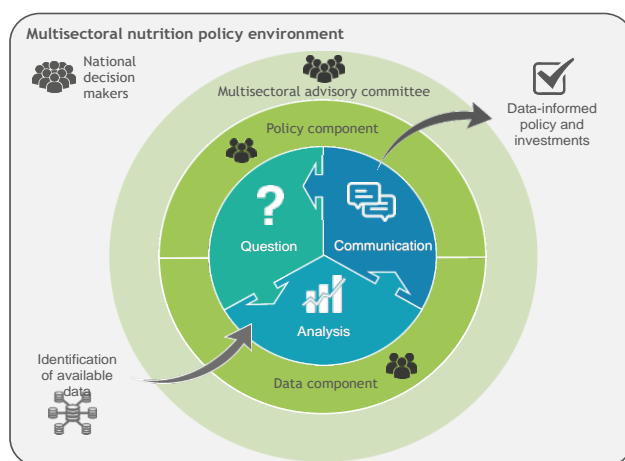 Multisectoral nutrition policy environment
National
decision
makers
Multisectoral advisory committee
Data-informed
policy and
investments
Policy component
?
Question
Communication
Analysis
Identification
of available
data
Data component